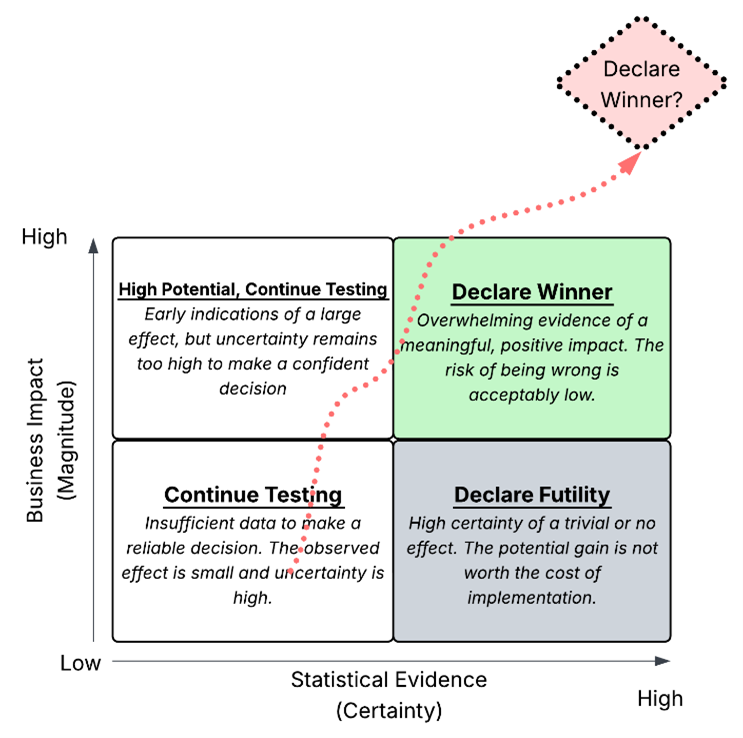 Declare
Winner?
High
High Potential, Continue Testing
Early indications of a large
effect, but uncertainty remains
too high to make a confident
decision
Declare Winner
Overwhelming evidence of a
meaningful, positive impact. The
risk of being wrong is
acceptably low.
Business Impact
(Magnitude)
Continue Testing
Insufficient data to make a
reliable decision. The observed
effect is small and uncertainty is
high.
Declare Futility
High certainty of a trivial or no
effect. The potential gain is not
worth the cost of
implementation.
Low
Statistical Evidence
(Certainty)
High